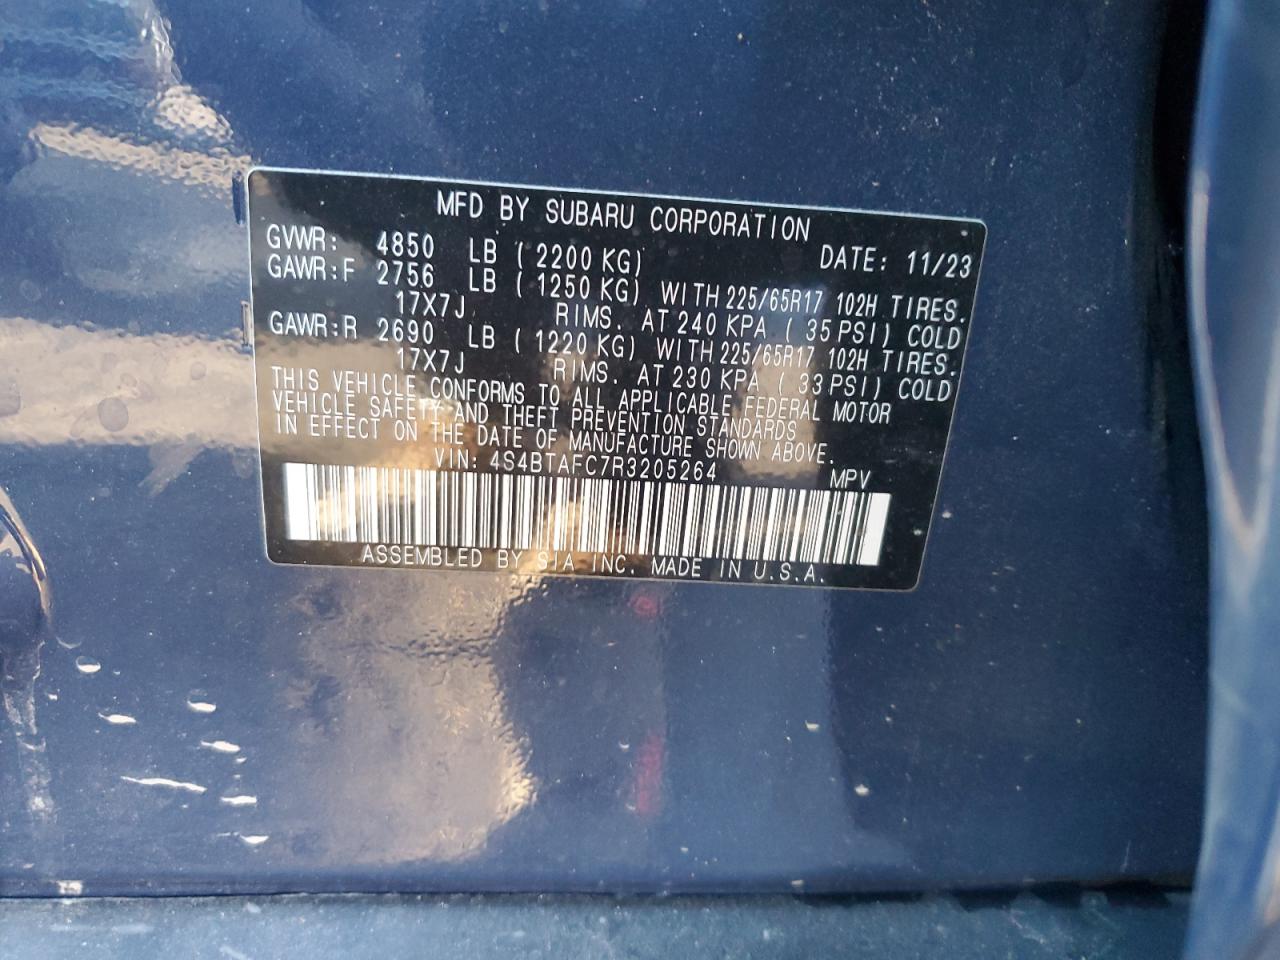 MFD BY SUBARU CORPORATION
GVWR: 4850 LB (2200 KG) DATE: 11/23
GAWR:F 2756 LB (1250 KG) WITH 225/65R17 102H TIRES.
17X7J RIMS. AT 240 KPA (35PSI) COLD
GAWR:R 2690 LB (1220 KG) WITH 225/65R17 102H TIRES.
17X7J RIMS. AT 230 KPA (33PSI) COLD
THIS VEHICLE CONFORMS TO ALL APPLICABLE FEDERAL MOTOR
VEHICLE SAFETY AND THEFT PREVENTION STANDARDS
IN EFFECT ON THE DATE OF MANUFACTURE SHOWN ABOVE.
VIN: 4S4BTAFC7R3205264 MPV
ASSEMBLED BY SIA INC. MADE IN U.S.A.